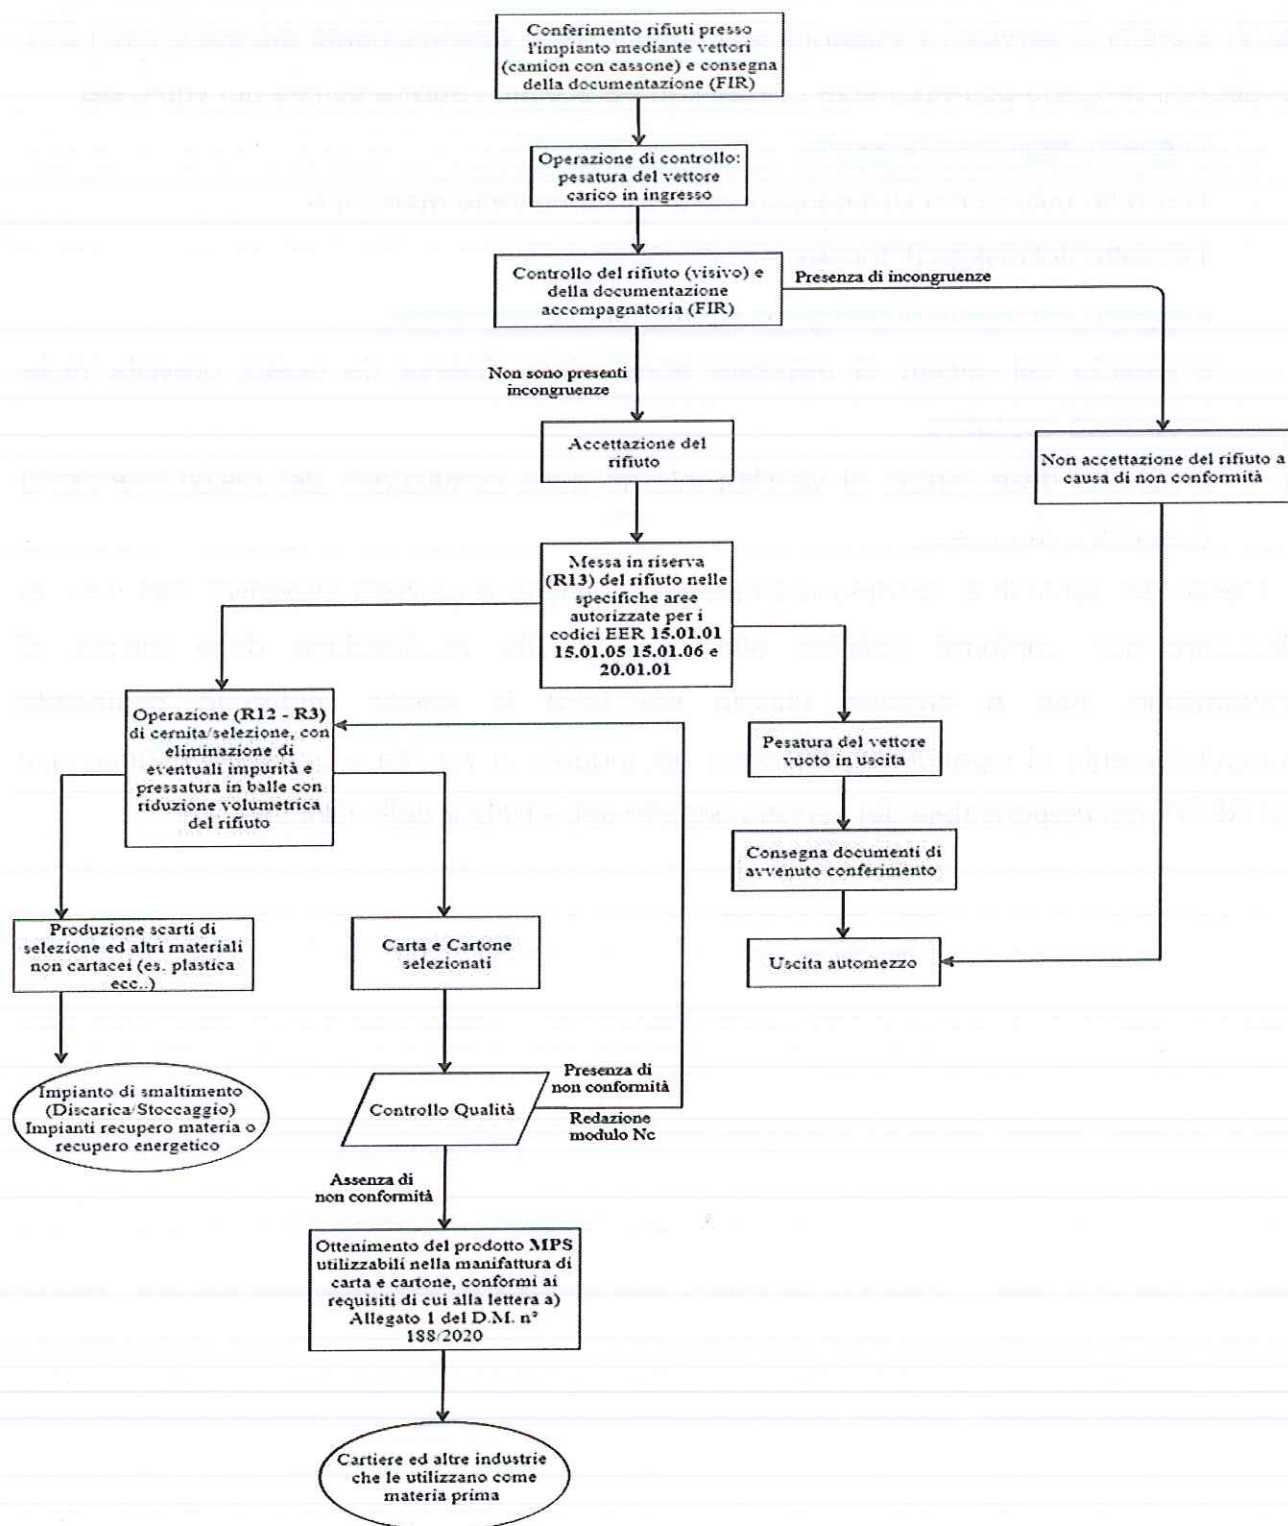 Conferimento rifiuti presso
l'impianto mediante vettori
(camion con cassone) e consegna
della documentazione (FIR)
Operazione di controllo:
pesatura del vettore
carico in ingresso
Controllo del rifiuto (visivo) e
della documentazione
accompagnatoria (FIR)
Presenza di incongruenze
Non sono presenti
incongruenze
Accettazione del
rifiuto
Non accettazione del rifiuto a
causa di non conformità
Messa in riserva
(R13) del rifiuto nelle
specifiche aree
autorizzate per i
codici EER 15.01.01
15.01.05 15.01.06 e
20.01.01
Operazione (R12 - R3)
di cernita/selezione, con
eliminazione di
eventuali impurità e
pressatura in balle con
riduzione volumetrica
del rifiuto
Pesatura del vettore
vuoto in uscita
Consegna documenti di
avvenuto conferimento
Uscita automezzo
Produzione scarti di
selezione ed altri materiali
non cartacei (es. plastica
ecc..)
Carta e Cartone
selezionati
Impianto di smaltimento
(Discarica/Stoccaggio)
Impianti recupero materia o
recupero energetico
Controllo Qualità
Presenza di
non conformità
Redazione
modulo Nc
Assenza di
non conformità
Ottenimento del prodotto MPS
utilizzabili nella manifattura di
carta e cartone, conformi ai
requisiti di cui alla lettera a)
Allegato 1 del D.M. n°
188/2020
Cartiere ed altre industrie
che le utilizzano come
materia prima